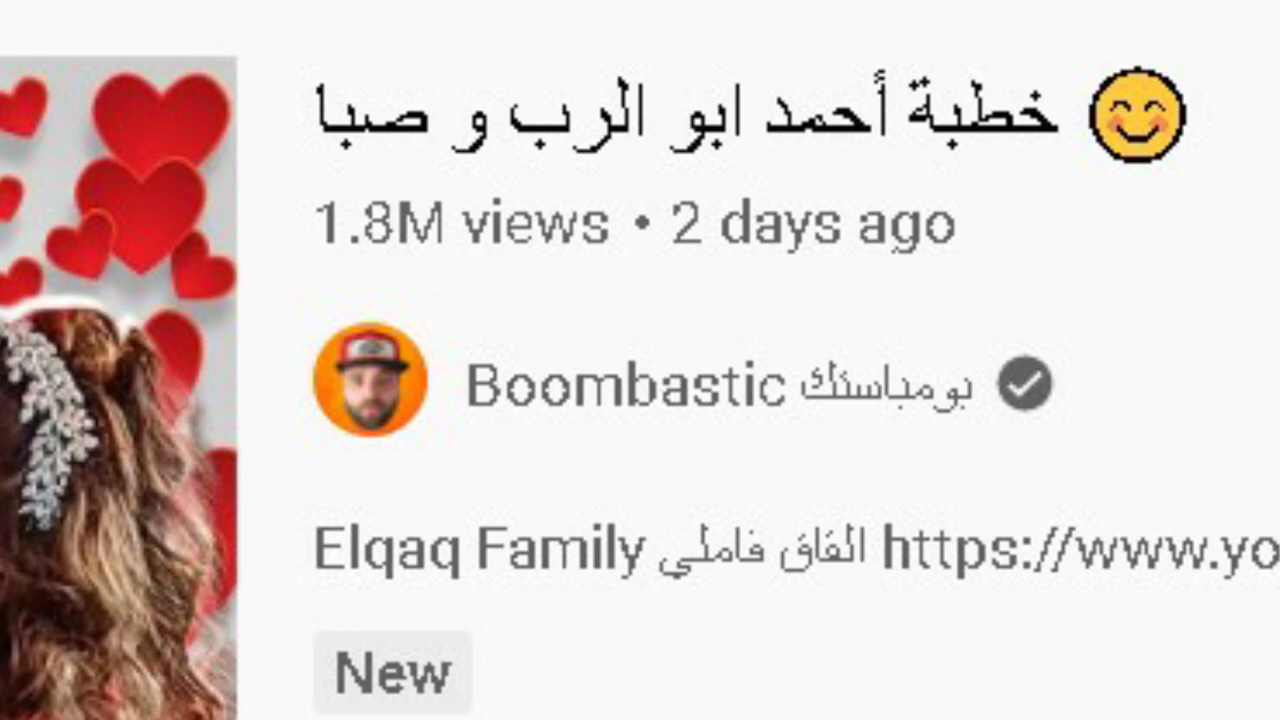 خطبة أحمد ابو الرب و صبا 😊
1.8M views • 2 days ago
Boombastic بومباستك
Elqaq Family القاق فاملي https://www.yo
New